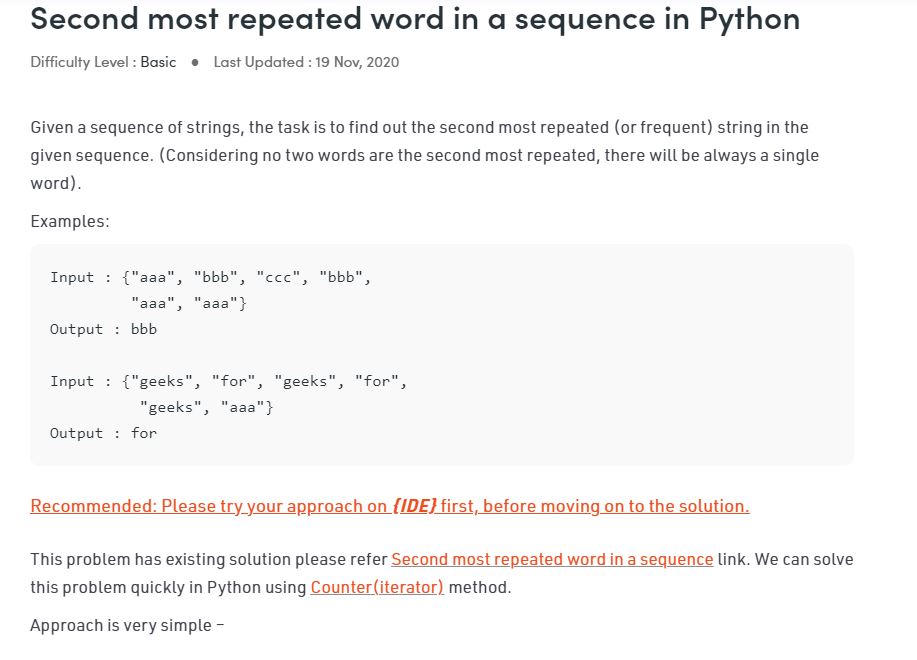 Second most repeated word in a sequence in Python
Difficulty Level : Basic ● Last Updated : 19 Nov, 2020
Given a sequence of strings, the task is to find out the second most repeated (or frequent) string in the
given sequence. (Considering no two words are the second most repeated, there will be always a single
word).
Examples:
Input : {"aaa", "bbb", "ccc", "bbb",
"aaa", "aaa"}
Output : bbb
Input : {"geeks", "for", "geeks", "for",
"geeks", "aaa"}
Output : for
Recommended: Please try your approach on {IDE} first, before moving on to the solution.
This problem has existing solution please refer Second most repeated word in a sequence link. We can solve
this problem quickly in Python using Counter(iterator) method.
Approach is very simple –